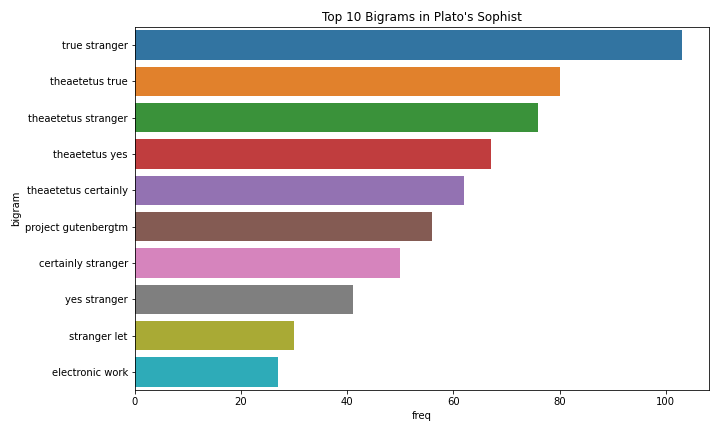 Top 10 Bigrams in Plato's Sophist
true stranger
theaetetus true
theaetetus stranger
theaetetus yes
theaetetus certainly
project gutenbergtm
certainly stranger
yes stranger
stranger let
electronic work
bigram
0 20 40 60 80 100
freq